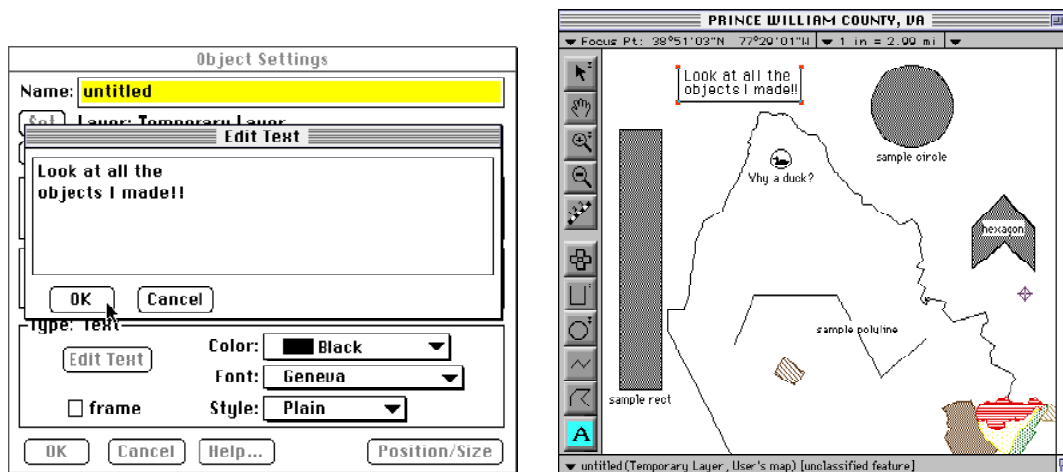 Object Settings
Name: untitled
Set Layer: Temporary Layer
Edit Text
Look at all the
objects I made!!
OK Cancel
Type: Text
Edit Text
Color: Black
Font: Geneva
frame
Style: Plain
OK Cancel Help... Position/Size
PRINCE WILLIAM COUNTY, VA
Focus Pt: 38°51'03"N 77°29'01"W 1 in = 2.99 mi
Look at all the
objects I made!!
sample circle
Why a duck?
hexagon
sample polyline
sample rect
A
untitled (Temporary Layer, User's map) [unclassified feature]